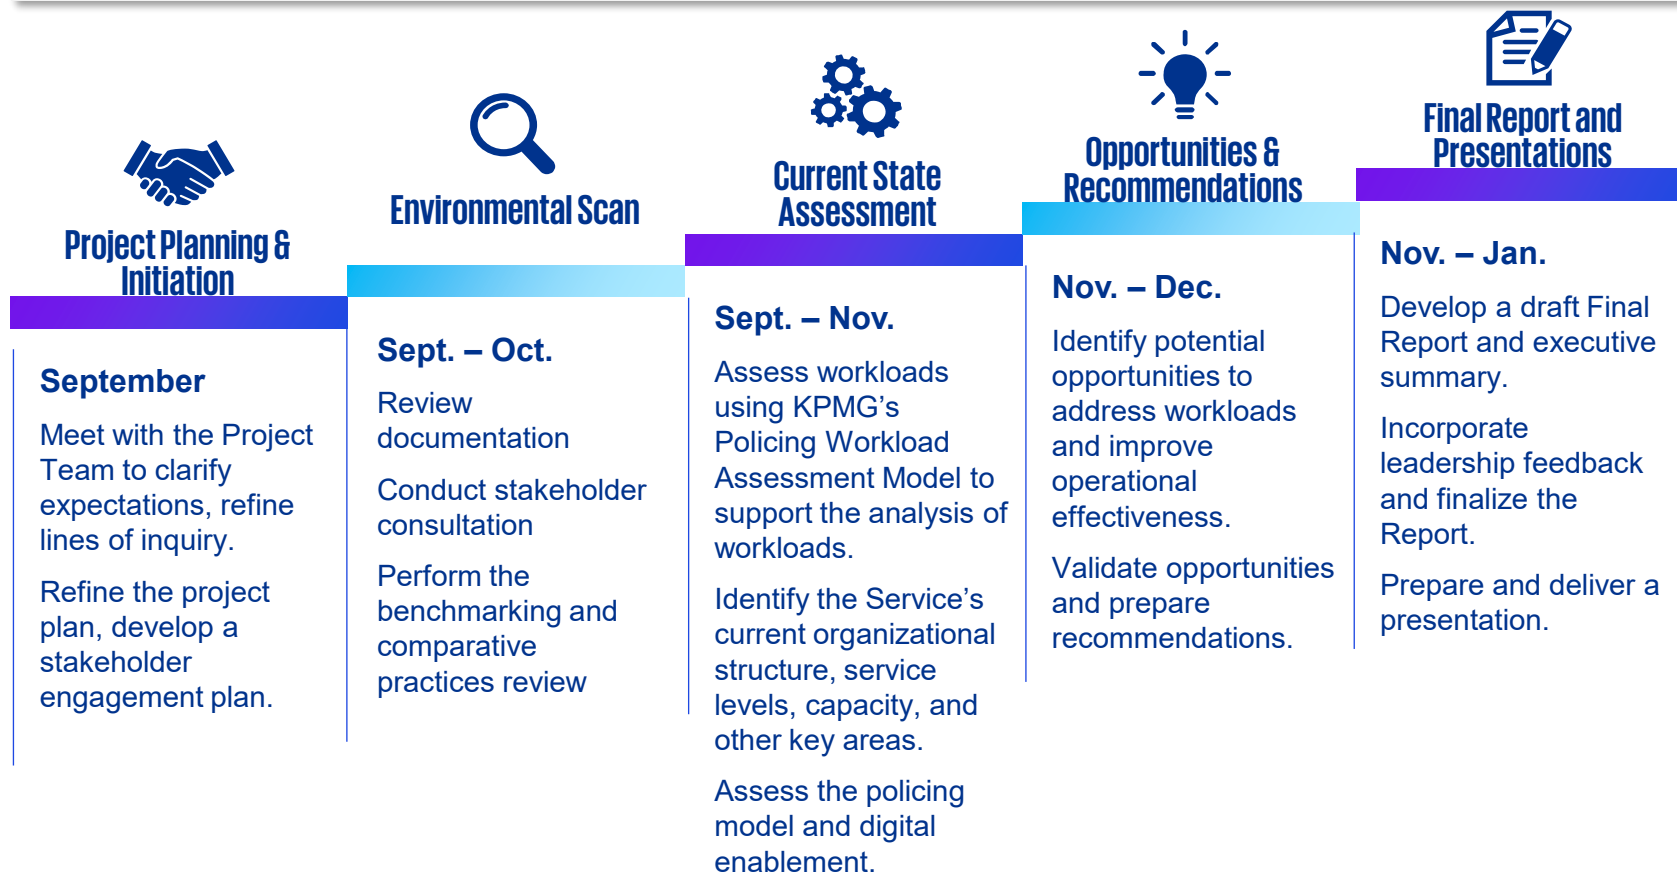 Project Planning &
Initiation
September
Meet with the Project
Team to clarify
expectations, refine
lines of inquiry.
Refine the project
plan, develop a
stakeholder
engagement plan.
Environmental Scan
Sept. – Oct.
Review
documentation
Conduct stakeholder
consultation
Perform the
benchmarking and
comparative
practices review
Current State
Assessment
Sept. – Nov.
Assess workloads
using KPMG’s
Policing Workload
Assessment Model to
support the analysis of
workloads.
Identify the Service’s
current organizational
structure, service
levels, capacity, and
other key areas.
Assess the policing
model and digital
enablement.
Opportunities &
Recommendations
Nov. – Dec.
Identify potential
opportunities to
address workloads
and improve
operational
effectiveness.
Validate opportunities
and prepare
recommendations.
Final Report and
Presentations
Nov. – Jan.
Develop a draft Final
Report and executive
summary.
Incorporate
leadership feedback
and finalize the
Report.
Prepare and deliver a
presentation.